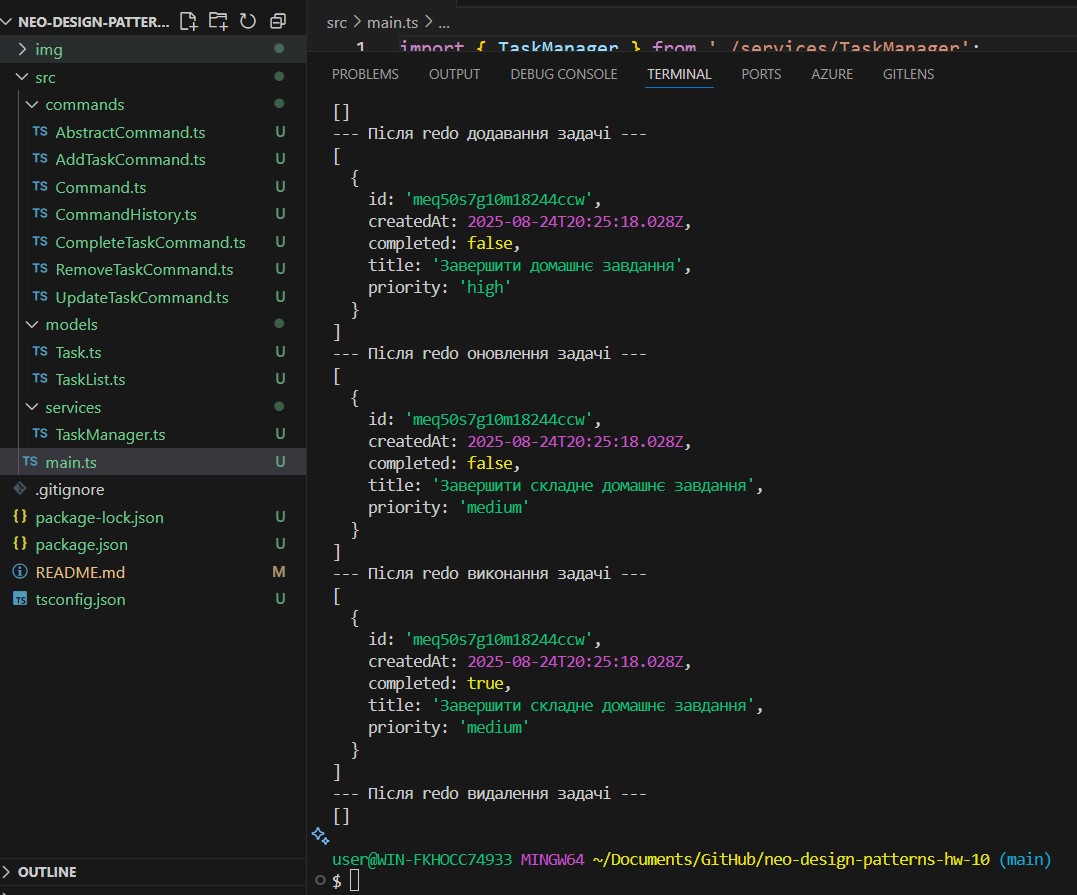 NEO-DESIGN-PATTER...
img
src
commands
TS AbstractCommand.ts U
TS AddTaskCommand.ts U
TS Command.ts U
TS CommandHistory.ts U
TS CompleteTaskCommand.ts U
TS RemoveTaskCommand.ts U
TS UpdateTaskCommand.ts U
models
TS Task.ts U
TS TaskList.ts U
services
TS TaskManager.ts U
TS main.ts U
.gitignore
{} package-lock.json U
{} package.json U
README.md M
TS tsconfig.json U
OUTLINE
src > main.ts > ...
1 import { TaskManager } from './services/TaskManager';
PROBLEMS OUTPUT DEBUG CONSOLE TERMINAL PORTS AZURE GITLENS
[]
--- Після redo додавання задачі ---
[
{
id: 'meq50s7g10m18244ccw',
createdAt: 2025-08-24T20:25:18.028Z,
completed: false,
title: 'Завершити домашнє завдання',
priority: 'high'
}
]
--- Після redo оновлення задачі ---
[
{
id: 'meq50s7g10m18244ccw',
createdAt: 2025-08-24T20:25:18.028Z,
completed: false,
title: 'Завершити складне домашнє завдання',
priority: 'medium'
}
]
--- Після redo виконання задачі ---
[
{
id: 'meq50s7g10m18244ccw',
createdAt: 2025-08-24T20:25:18.028Z,
completed: true,
title: 'Завершити складне домашнє завдання',
priority: 'medium'
}
]
--- Після redo видалення задачі ---
[]
user@WIN-FKHOCC74933 MINGW64 ~/Documents/GitHub/neo-design-patterns-hw-10 (main)
$